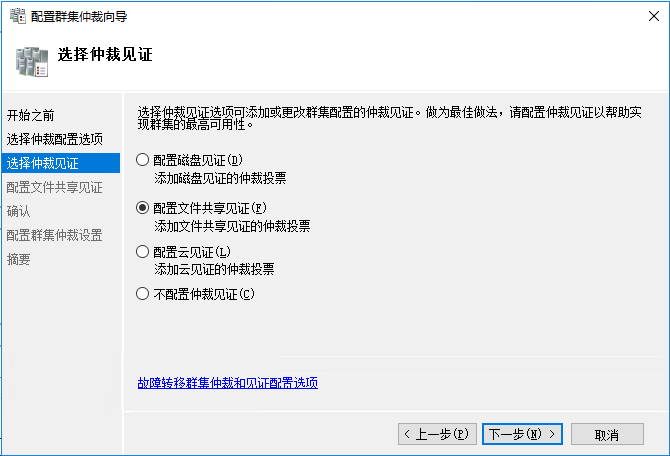 配置群集仲裁向导
选择仲裁见证
开始之前
选择仲裁配置选项
选择仲裁见证
配置文件共享见证
确认
配置群集仲裁设置
摘要
选择仲裁见证选项可添加或更改群集配置的仲裁见证。做为最佳做法，请配置仲裁见证以帮助实
现群集的最高可用性。
配置磁盘见证(D)
添加磁盘见证的仲裁投票
配置文件共享见证(F)
添加文件共享见证的仲裁投票
配置云见证(L)
添加云见证的仲裁投票
不配置仲裁见证(C)
故障转移群集仲裁和见证配置选项
< 上一步(P) 下一步(N) > 取消